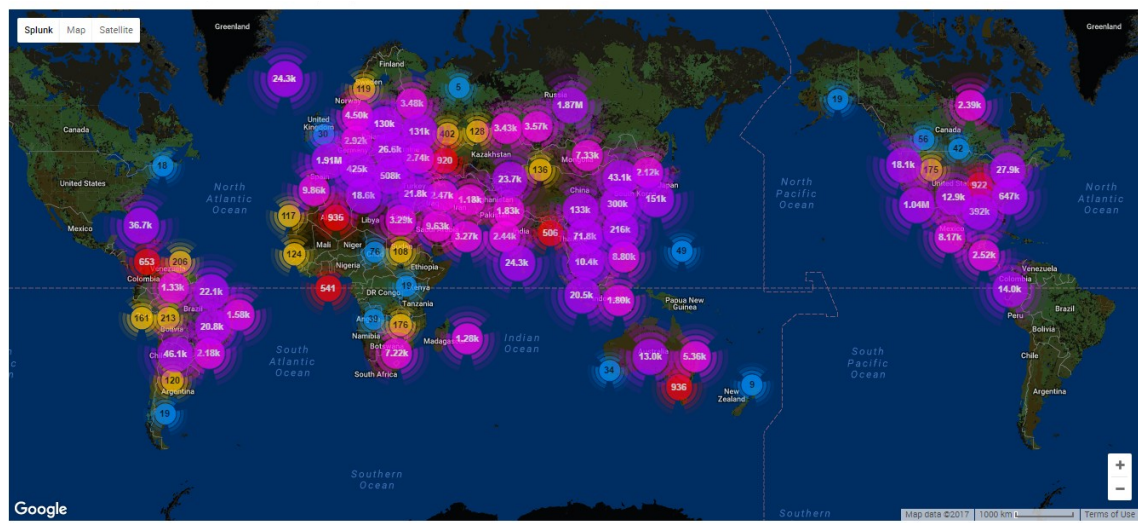 Splunk Map Satellite
Greenland
Greenland
Finland
24.3k
119
5
Russia
1.87M
19
2.39k
Norway
3.48k
4.50k
130k
131k
402
128
3.43k
3.57k
Canada
United
Kingdom
30
2.92k
26.6k
2.74k
920
Kazakhstan
7.33k
Canada
56
42
18
1.91M
425k
508k
136
Mongolia
2.12k
18.1k
175
27.9k
United States
North
Atlantic
Ocean
Spain
9.86k
18.6k
21.8k
2.47k
1.18k
23.7k
China
43.1k
300k
151k
Japan
North
Pacific
Ocean
1.04M
12.9k
922
647k
392k
Mexico
36.7k
117
935
Libya
3.29k
9.63k
3.27k
1.83k
2.44k
506
133k
71.8k
216k
8.17k
Mexico
2.52k
653
206
124
Mali
Niger
76
108
24.3k
10.4k
8.80k
49
Venezuela
Colombia
1.33k
22.1k
Nigeria
Ethiopia
541
DR Congo
19
Kenya
Tanzania
20.5k
1.80k
Papua New
Guinea
14.0k
Colombia
Peru
Brazil
Brazil
161
213
Bolivia
20.8k
1.58k
39
176
Namibia
Botswana
Madagascar
1.28k
Indian
Ocean
South
Atlantic
Ocean
South
Pacific
Ocean
Bolivia
46.1k
2.18k
7.22k
South Africa
34
13.0k
5.36k
936
9
New
Zealand
Chile
120
Argentina
19
Argentina
Southern
Ocean
Southern
+
−
Google
Map data ©2017 1000 km Terms of Use